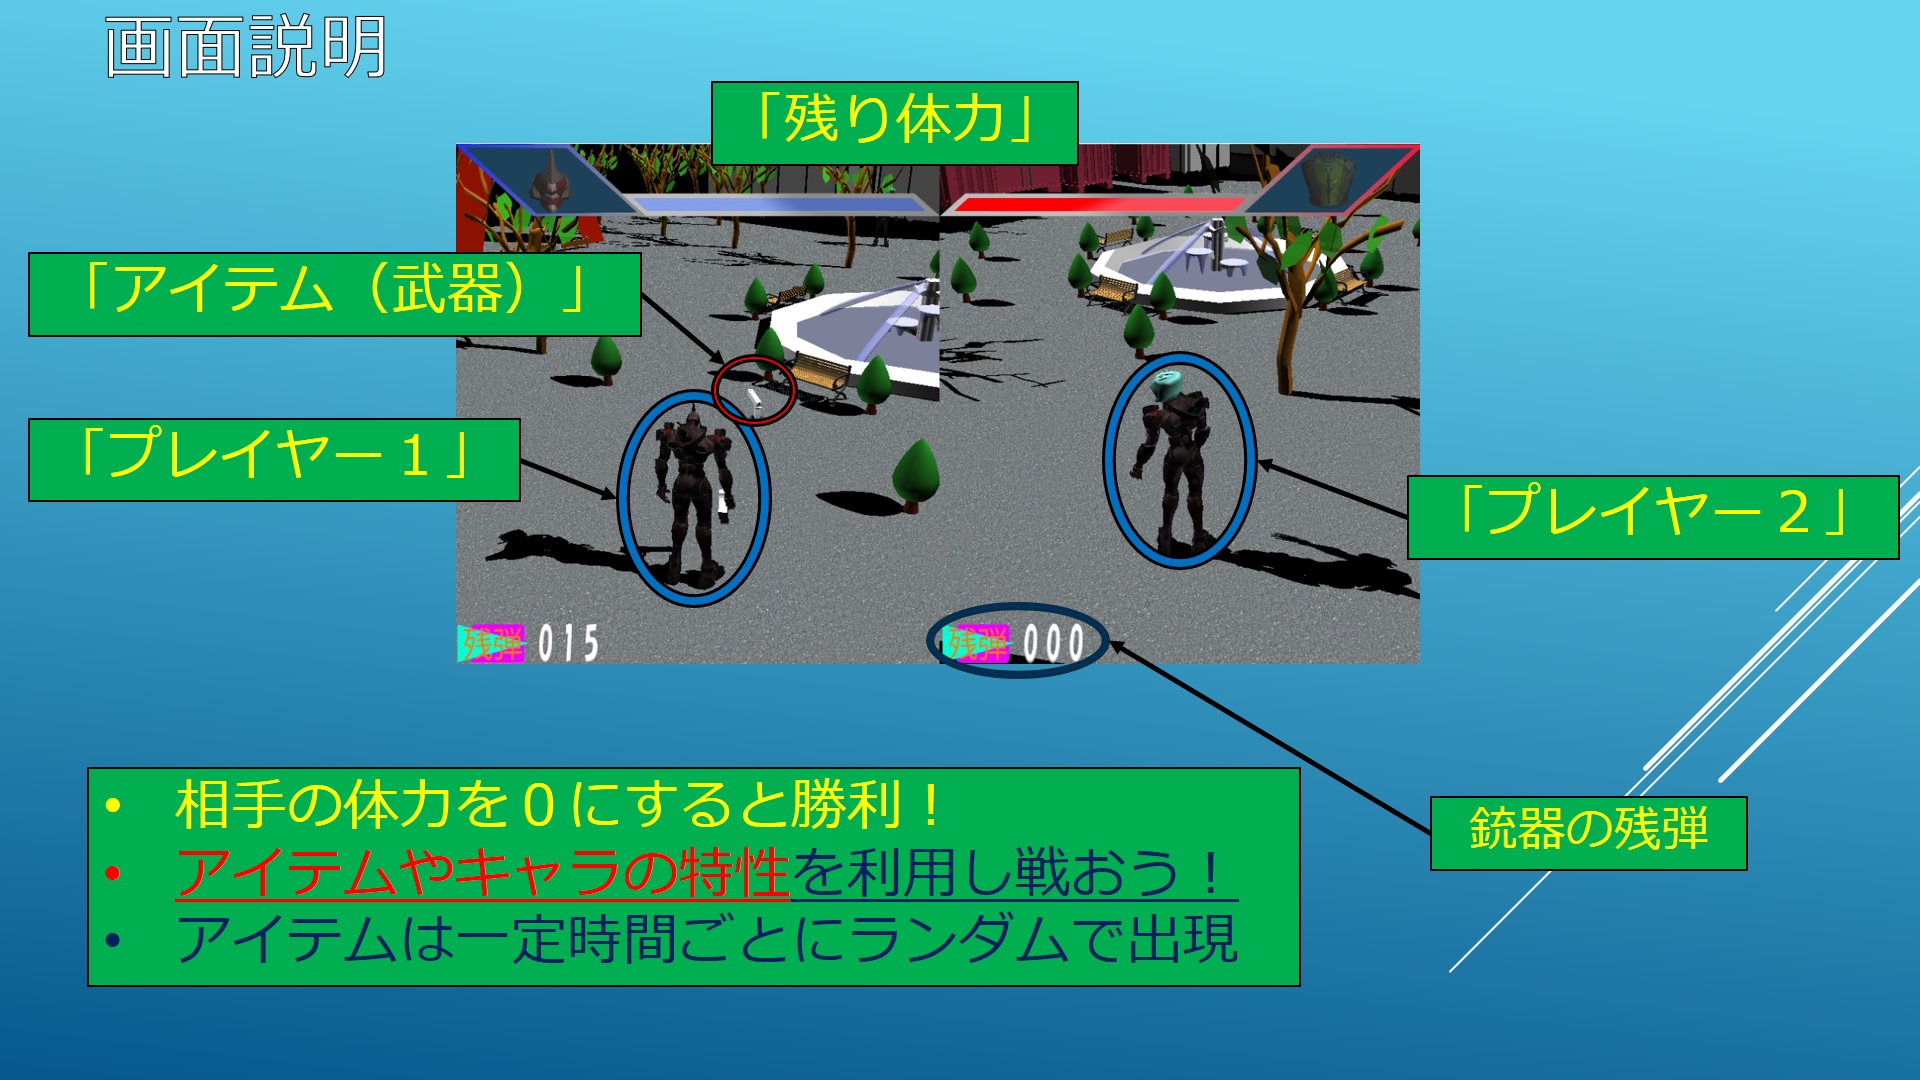 画面説明
「残り体力」
「アイテム（武器）」
「プレイヤー１」
「プレイヤー２」
残弾 015
残弾 000
銃器の残弾
• 相手の体力を０にすると勝利！
• アイテムやキャラの特性を利用し戦おう！
• アイテムは一定時間ごとにランダムで出現